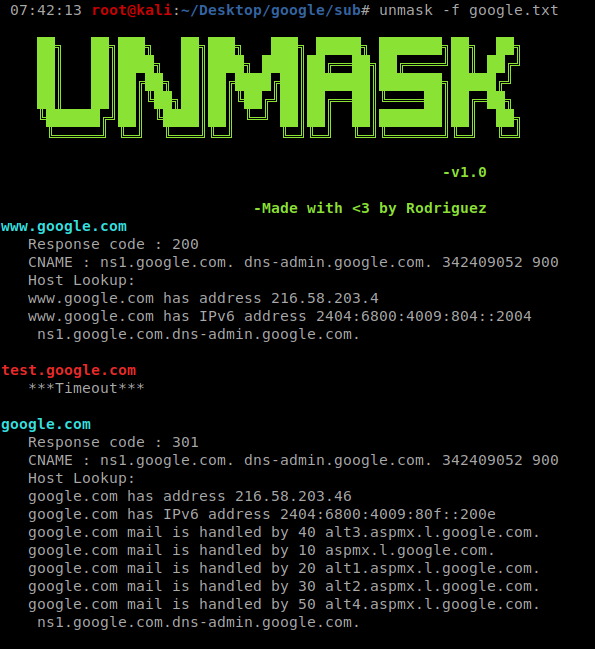 07:42:13 root@kali:~/Desktop/google/sub# unmask -f google.txt
UNMASK
-v1.0
-Made with <3 by Rodriguez
www.google.com
Response code : 200
CNAME : ns1.google.com. dns-admin.google.com. 342409052 900
Host Lookup:
www.google.com has address 216.58.203.4
www.google.com has IPv6 address 2404:6800:4009:804::2004
ns1.google.com.dns-admin.google.com.
test.google.com
***Timeout***
google.com
Response code : 301
CNAME : ns1.google.com. dns-admin.google.com. 342409052 900
Host Lookup:
google.com has address 216.58.203.46
google.com has IPv6 address 2404:6800:4009:80f::200e
google.com mail is handled by 40 alt3.aspmx.l.google.com.
google.com mail is handled by 10 aspmx.l.google.com.
google.com mail is handled by 20 alt1.aspmx.l.google.com.
google.com mail is handled by 30 alt2.aspmx.l.google.com.
google.com mail is handled by 50 alt4.aspmx.l.google.com.
ns1.google.com.dns-admin.google.com.